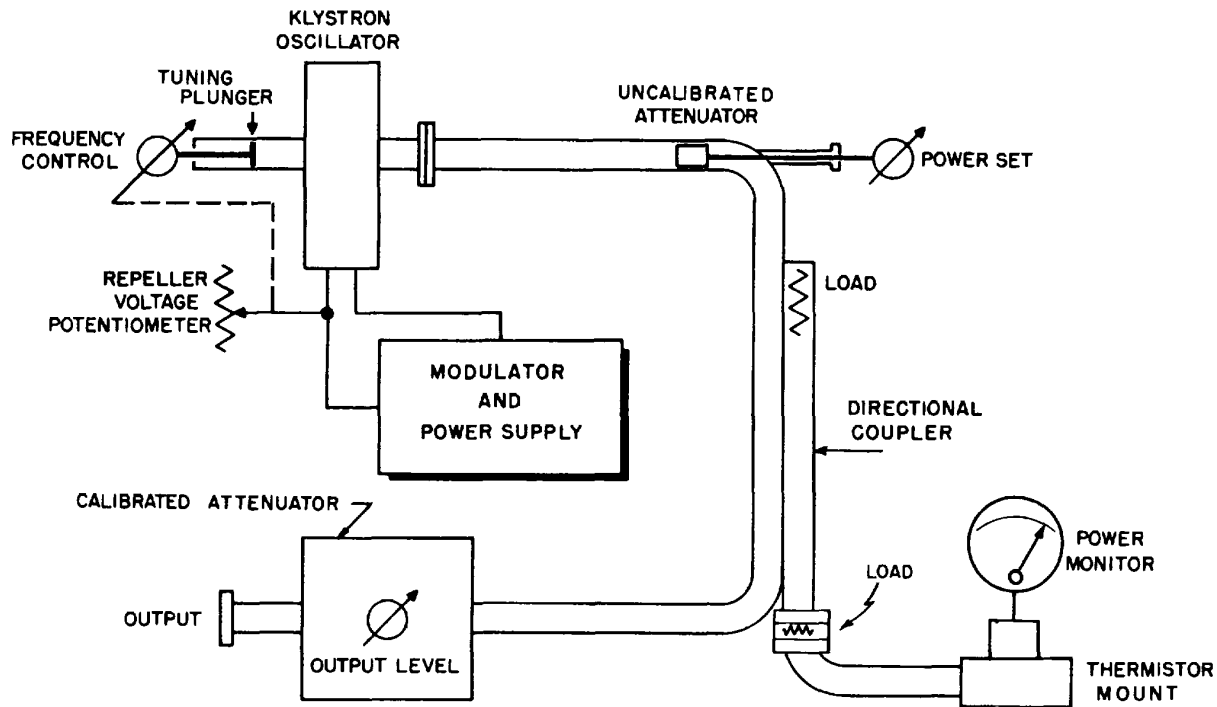 KLYSTRON
OSCILLATOR
TUNING
PLUNGER
FREQUENCY
CONTROL
UNCALIBRATED
ATTENUATOR
POWER SET
REPELLER
VOLTAGE
POTENTIOMETER
LOAD
MODULATOR
AND
POWER SUPPLY
DIRECTIONAL
COUPLER
CALIBRATED ATTENUATOR
POWER
MONITOR
LOAD
OUTPUT
OUTPUT LEVEL
THERMISTOR
MOUNT